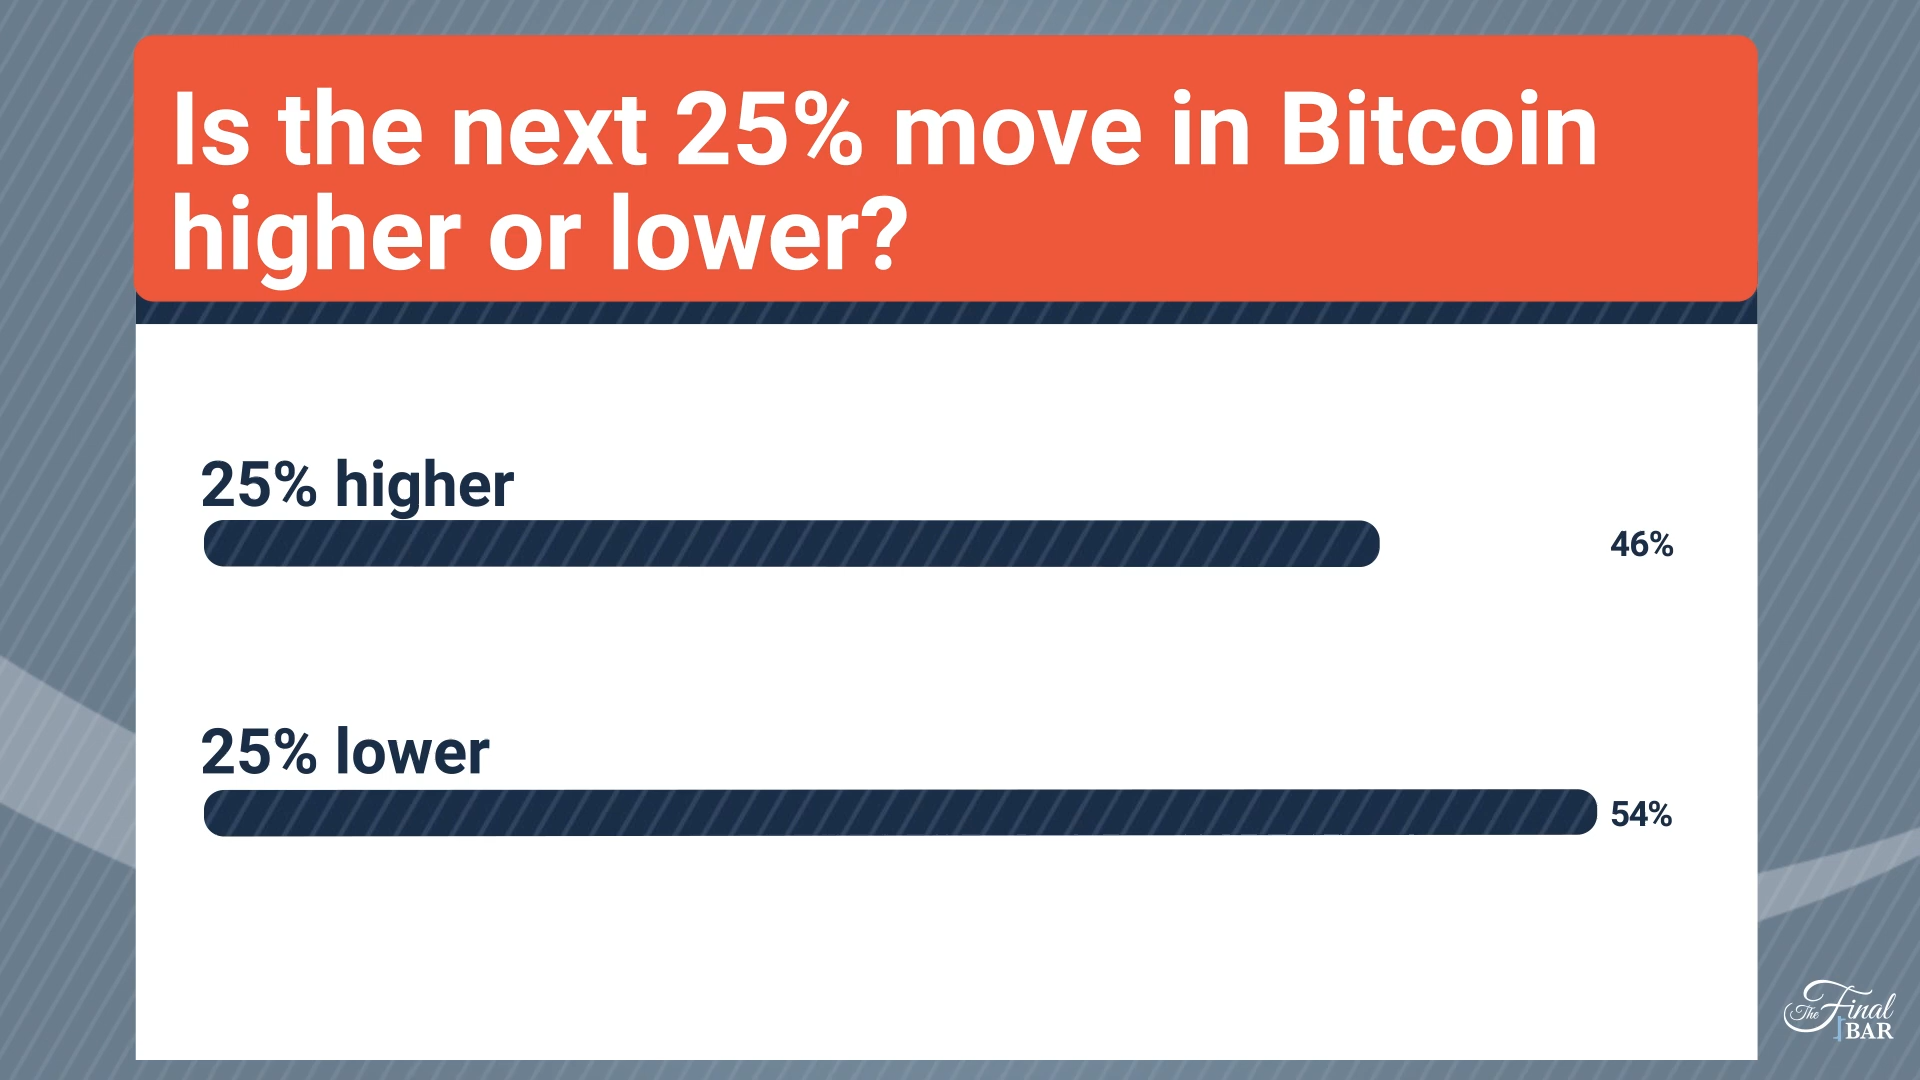 Is the next 25% move in Bitcoin
higher or lower?
25% higher
46%
25% lower
54%
The Final
BAR